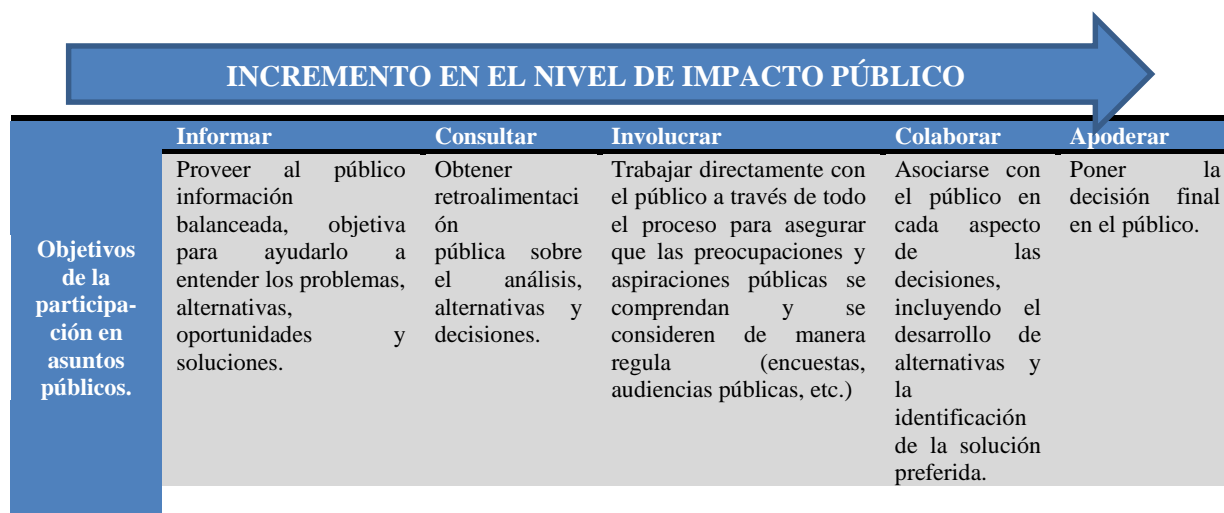 INCREMENTO EN EL NIVEL DE IMPACTO PÚBLICO
Informar
Consultar
Involucrar
Colaborar
Apoderar
Objetivos
de la
participa-
ción en
asuntos
públicos.
Proveer al público
información
balanceada, objetiva
para ayudarlo a
entender los problemas,
alternativas,
oportunidades y
soluciones.
Obtener
retroalimentaci
ón
pública sobre
el análisis,
alternativas y
decisiones.
Trabajar directamente con
el público a través de todo
el proceso para asegurar
que las preocupaciones y
aspiraciones públicas se
comprendan y se
consideren de manera
regula (encuestas,
audiencias públicas, etc.)
Asociarse con
el público en
cada aspecto
de las
decisiones,
incluyendo el
desarrollo de
alternativas y
la
identificación
de la solución
preferida.
Poner la
decisión final
en el público.